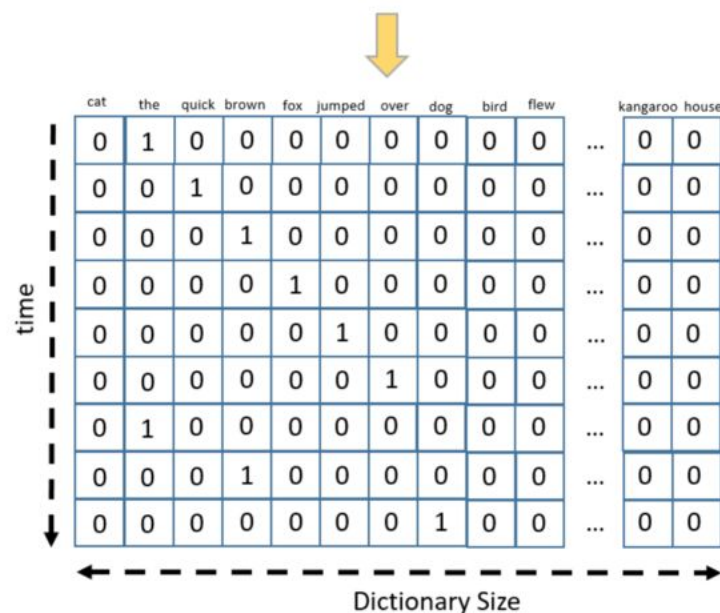 cat the quick brown fox jumped over dog bird flew kangaroo house
0 1 0 0 0 0 0 0 0 0 ... 0 0
0 0 1 0 0 0 0 0 0 0 ... 0 0
0 0 0 1 0 0 0 0 0 0 ... 0 0
0 0 0 0 1 0 0 0 0 0 ... 0 0
0 0 0 0 0 1 0 0 0 0 ... 0 0
0 0 0 0 0 0 1 0 0 0 ... 0 0
0 1 0 0 0 0 0 0 0 0 ... 0 0
0 0 0 1 0 0 0 0 0 0 ... 0 0
0 0 0 0 0 0 0 1 0 0 ... 0 0
time
Dictionary Size